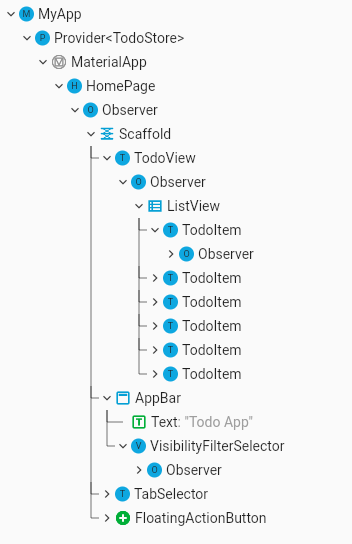 M MyApp
P Provider<TodoStore>
MaterialApp
H HomePage
O Observer
Scaffold
T TodoView
O Observer
ListView
T TodoItem
O Observer
T TodoItem
T TodoItem
T TodoItem
T TodoItem
T TodoItem
AppBar
T Text: "Todo App"
V VisibilityFilterSelector
O Observer
T TabSelector
FloatingActionButton